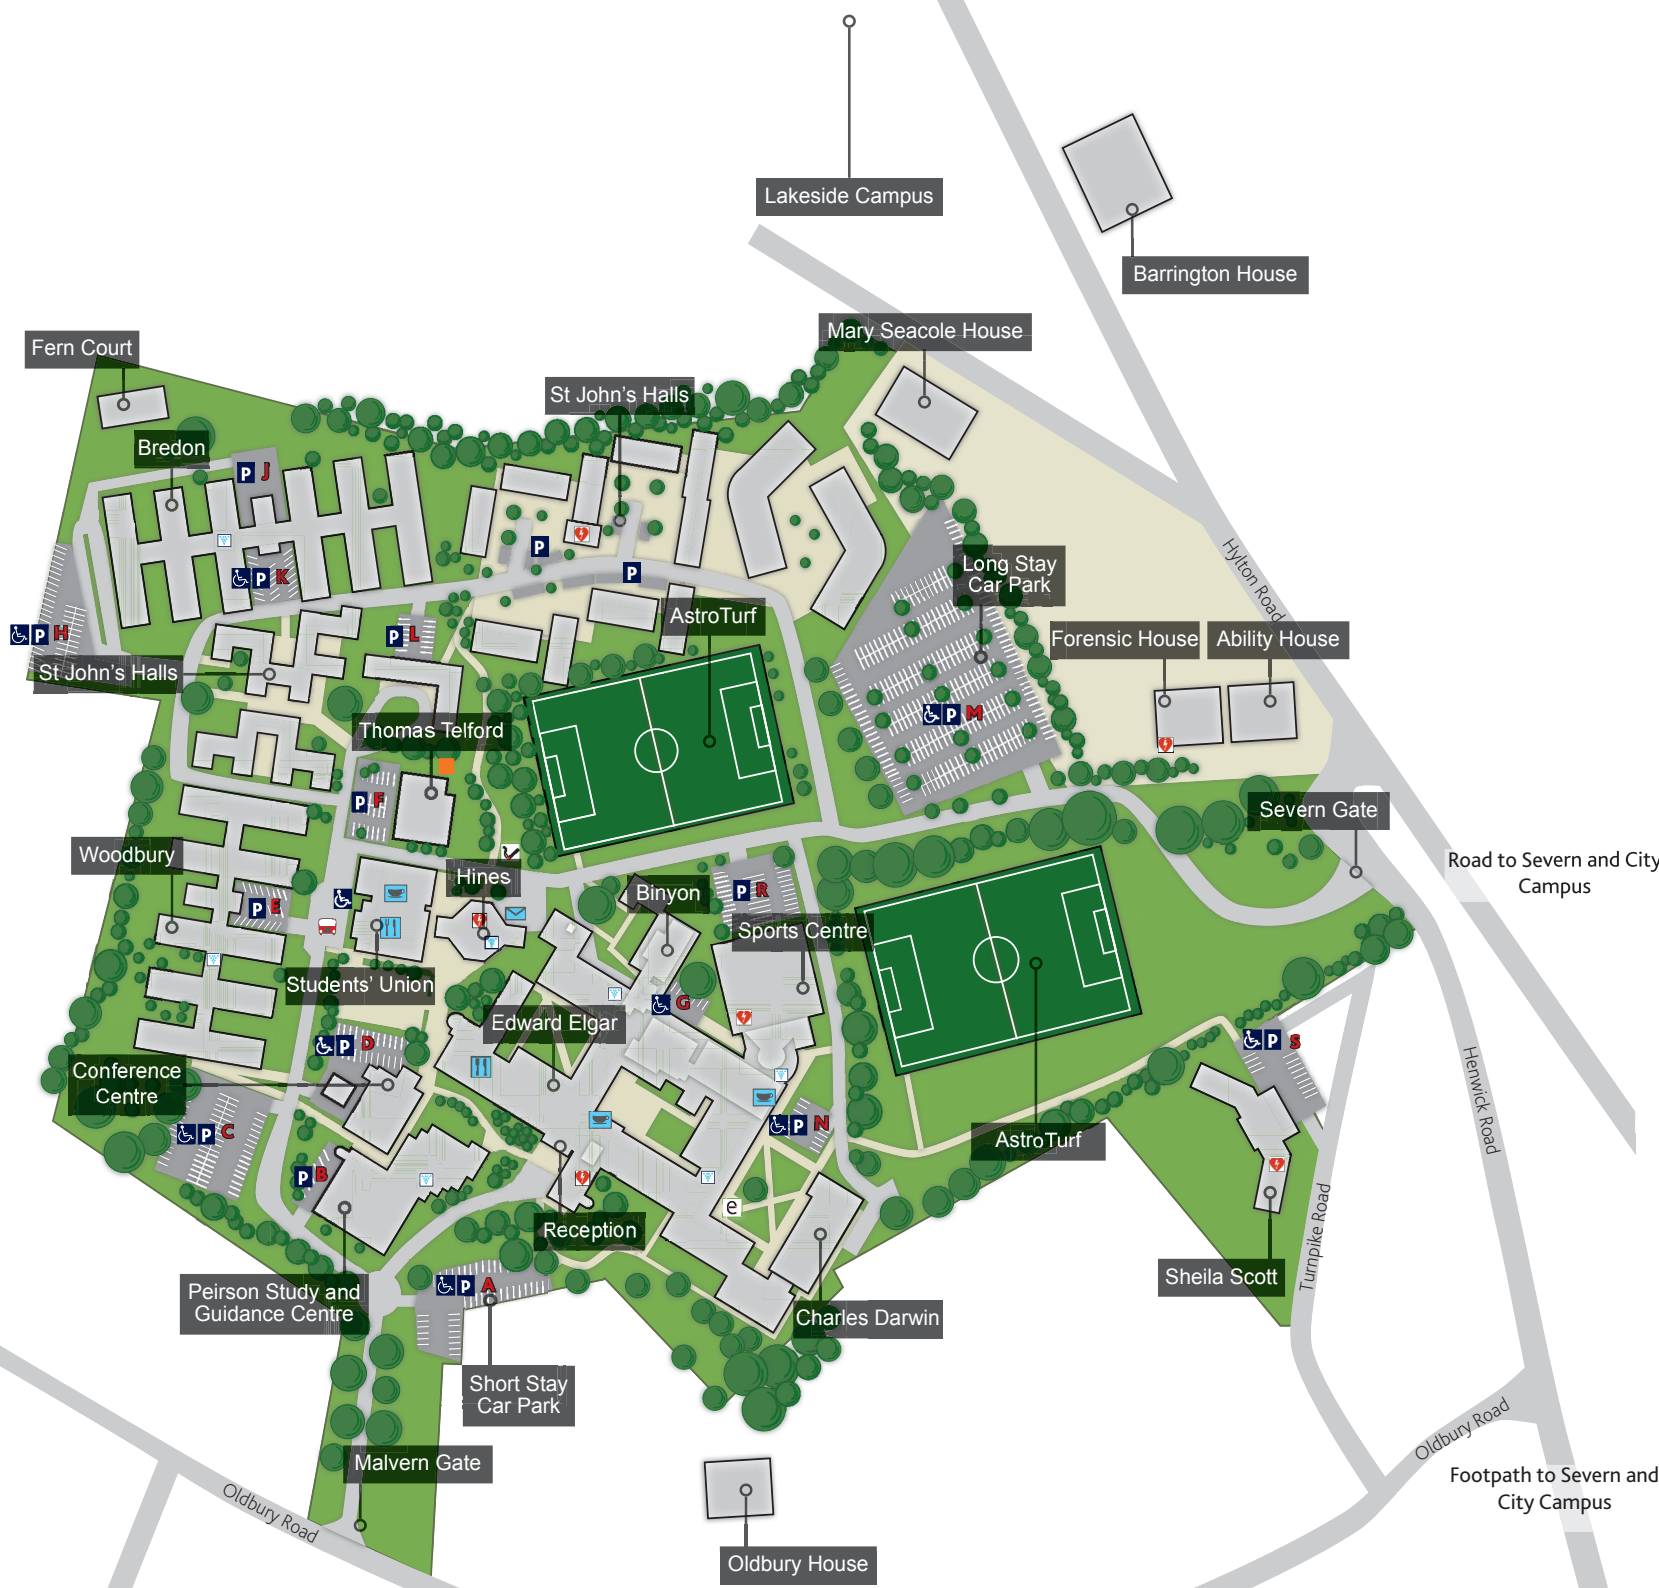 Lakeside Campus
Barrington House
Mary Seacole House
Fern Court
St John's Halls
Bredon
P J
P
P K
P
Long Stay
Car Park
Hylton Road
AstroTurf
P H
P L
Forensic House
Ability House
St John's Halls
P M
Thomas Telford
P F
Severn Gate
Woodbury
Road to Severn and City
Campus
Hines
Binyon
P R
P E
Sports Centre
Students' Union
G
Edward Elgar
P D
P S
Conference
Centre
Henwick Road
P C
P N
AstroTurf
P B
e
Reception
Turnpike Road
Sheila Scott
Peirson Study and
Guidance Centre
P A
Charles Darwin
Short Stay
Car Park
Oldbury Road
Malvern Gate
Footpath to Severn and
City Campus
Oldbury Road
Oldbury House